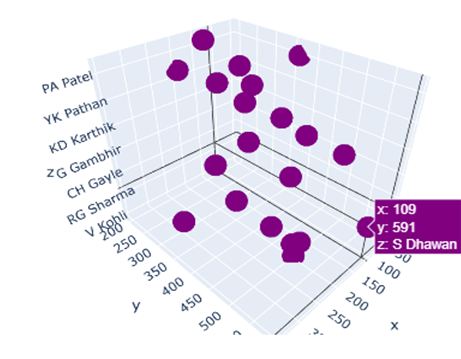 PA Patel
YK Pathan
KD Karthik
z
G Gambhir
CH Gayle
RG Sharma
V Kohli
200
250
300
350
400
450
500
y
100
150
200
x
x: 109
y: 591
z: S Dhawan